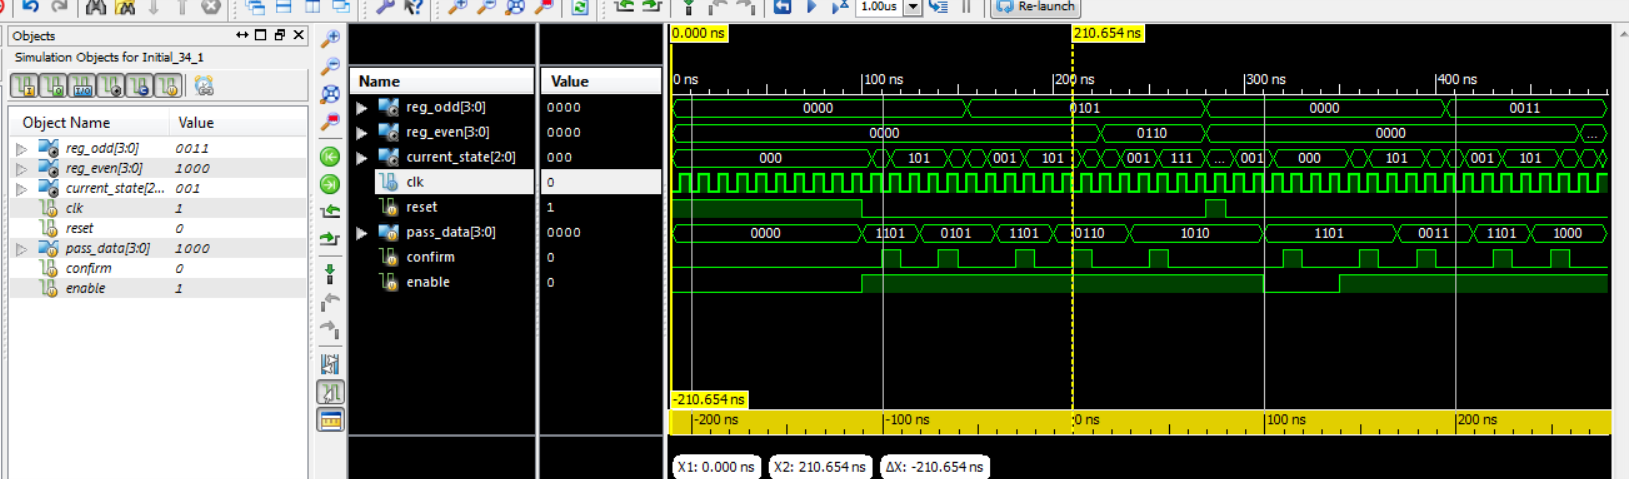 1.00us
Re-launch
Objects
Simulation Objects for Initial_34_1
Object Name Value
reg_odd[3:0] 0011
reg_even[3:0] 1000
current_state[2... 001
clk 1
reset 0
pass_data[3:0] 1000
confirm 0
enable 1
Name Value
reg_odd[3:0] 0000
reg_even[3:0] 0000
current_state[2:0] 000
clk 0
reset 1
pass_data[3:0] 0000
confirm 0
enable 0
0.000 ns 210.654 ns
0 ns 100 ns 200 ns 300 ns 400 ns
0000 0101 0000 0011
0000 0110 0000 ...
000 101 001 101 001 111 ... 001 000 101 001 101
0000 1101 0101 1101 0110 1010 1101 0011 1101 1000
-210.654 ns
-200 ns -100 ns 0 ns 100 ns 200 ns
X1: 0.000 ns X2: 210.654 ns ΔX: -210.654 ns